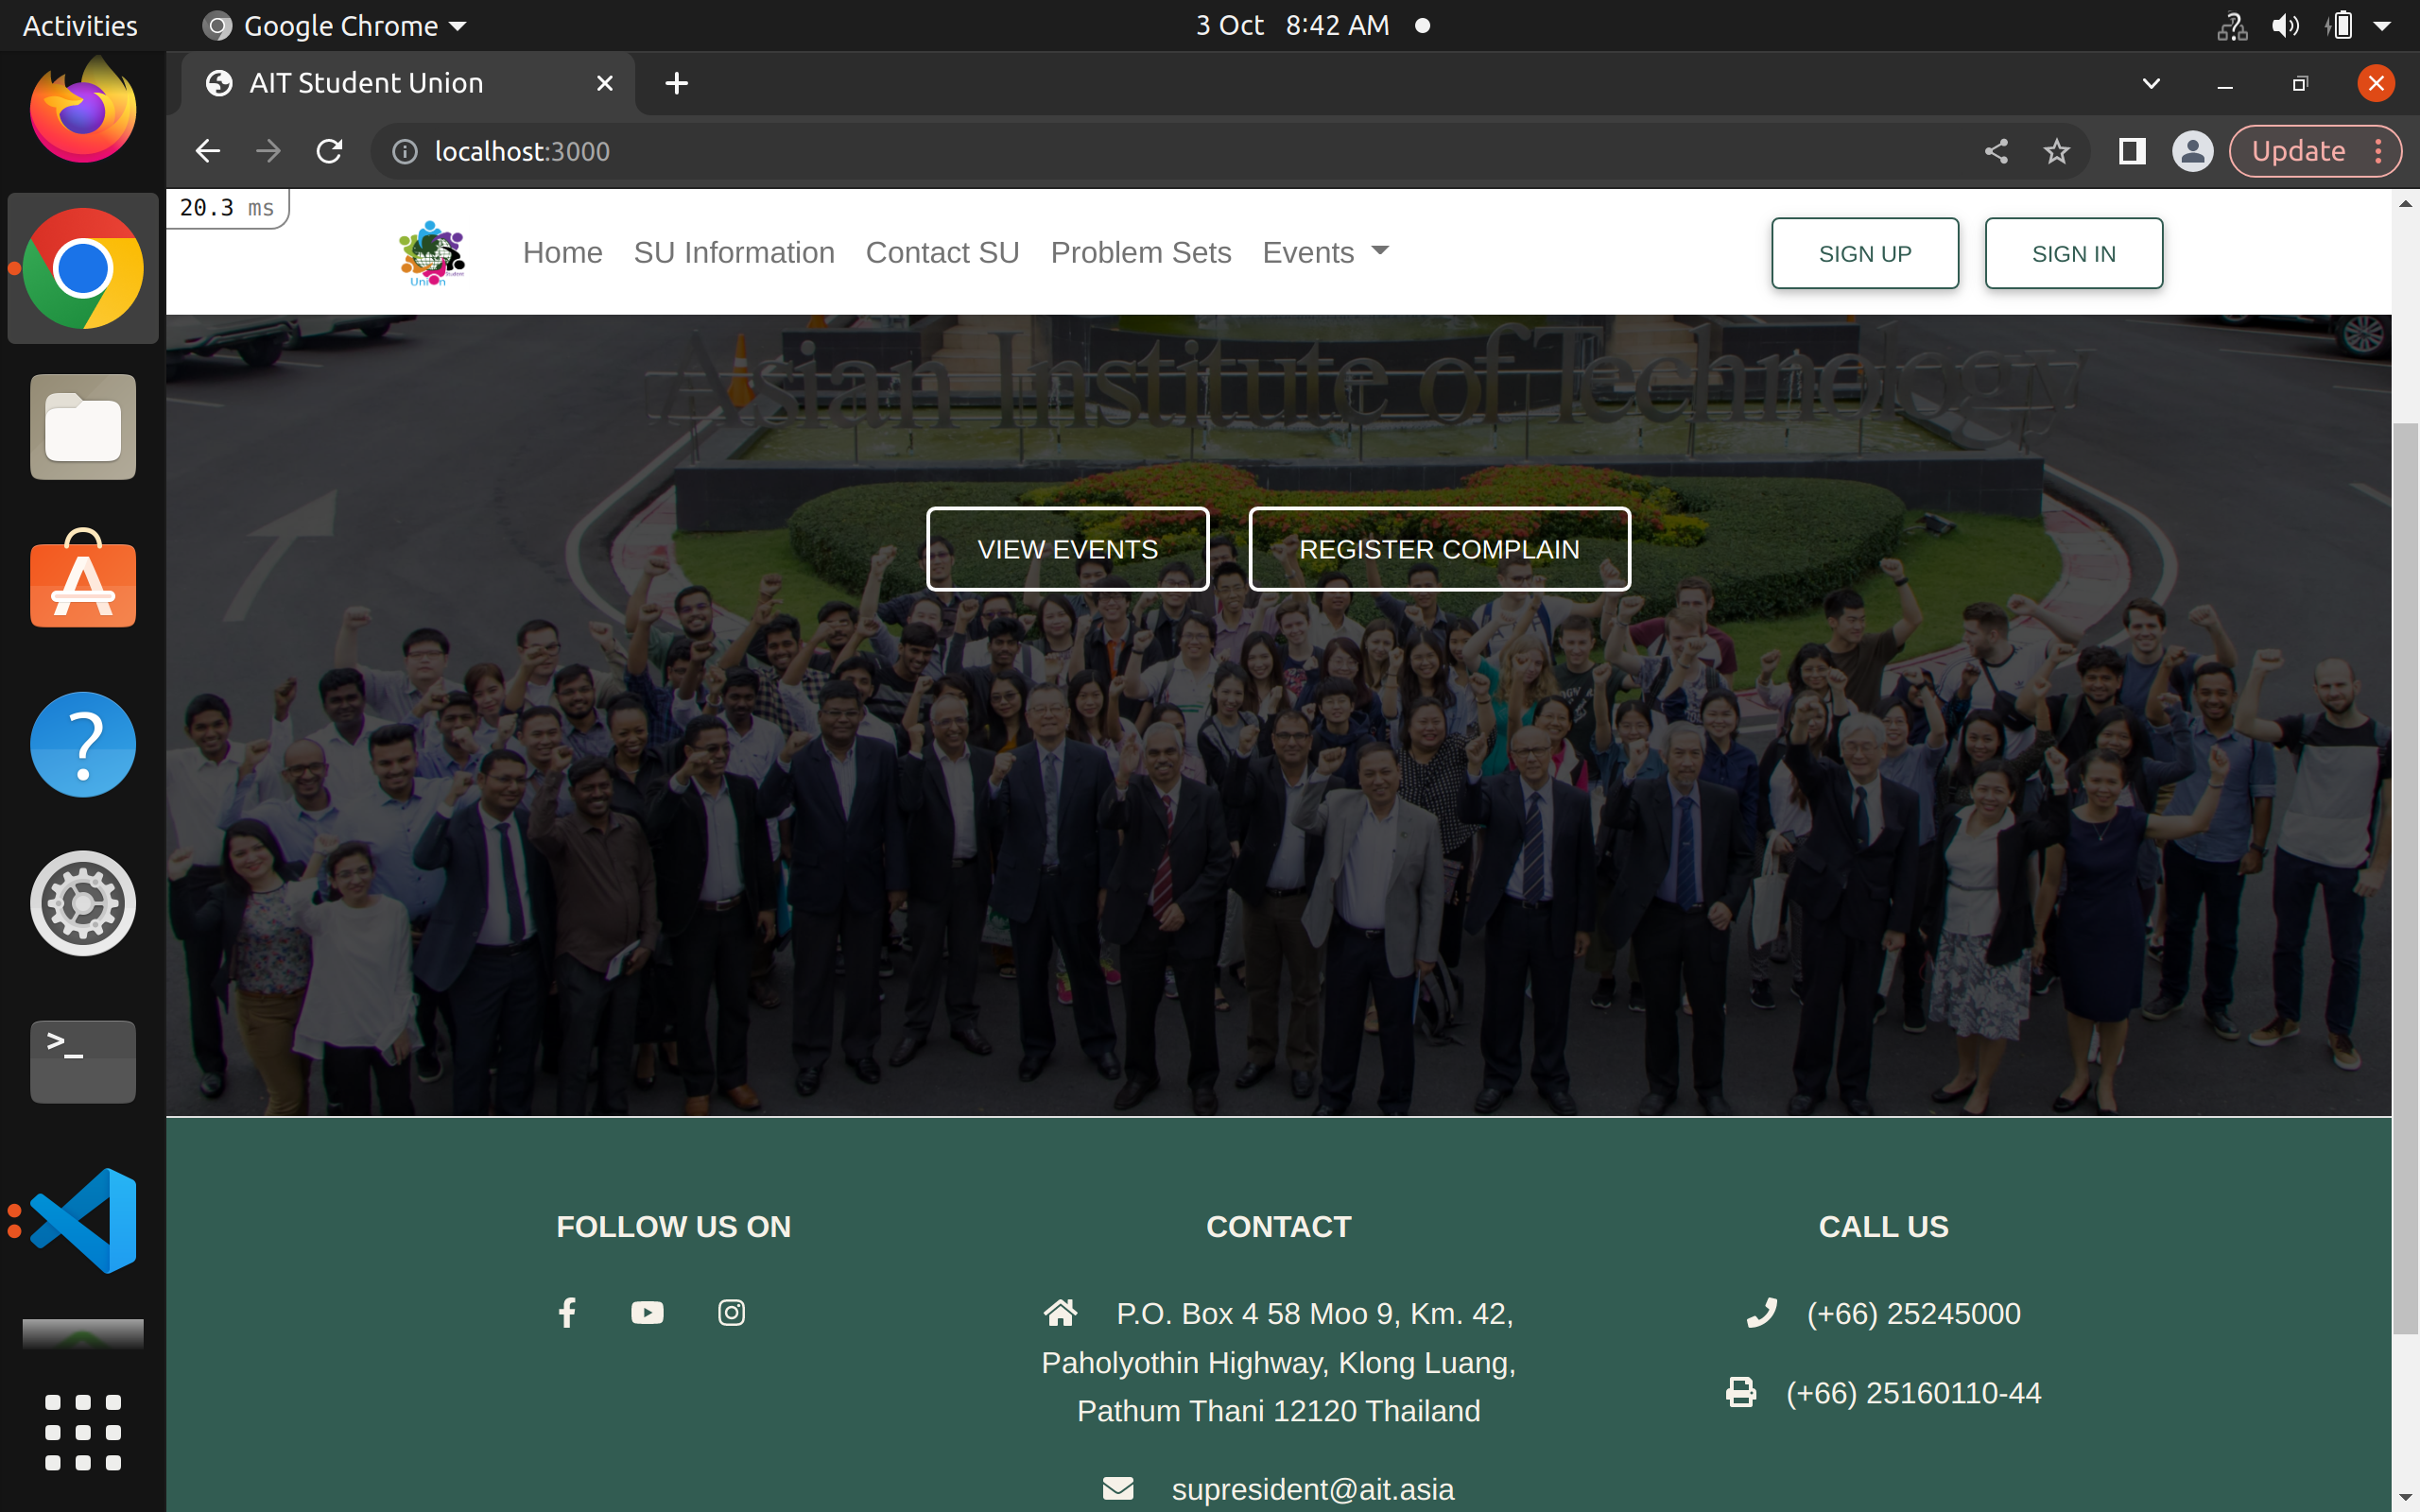 Activities
Google Chrome
3 Oct 8:42 AM
AIT Student Union
localhost:3000
Update
20.3 ms
Union
Home
SU Information
Contact SU
Problem Sets
Events
SIGN UP
SIGN IN
Asian Institute of Technology
VIEW EVENTS
REGISTER COMPLAIN
FOLLOW US ON
CONTACT
P.O. Box 4 58 Moo 9, Km. 42,
Paholyothin Highway, Klong Luang,
Pathum Thani 12120 Thailand
supresident@ait.asia
CALL US
(+66) 25245000
(+66) 25160110-44